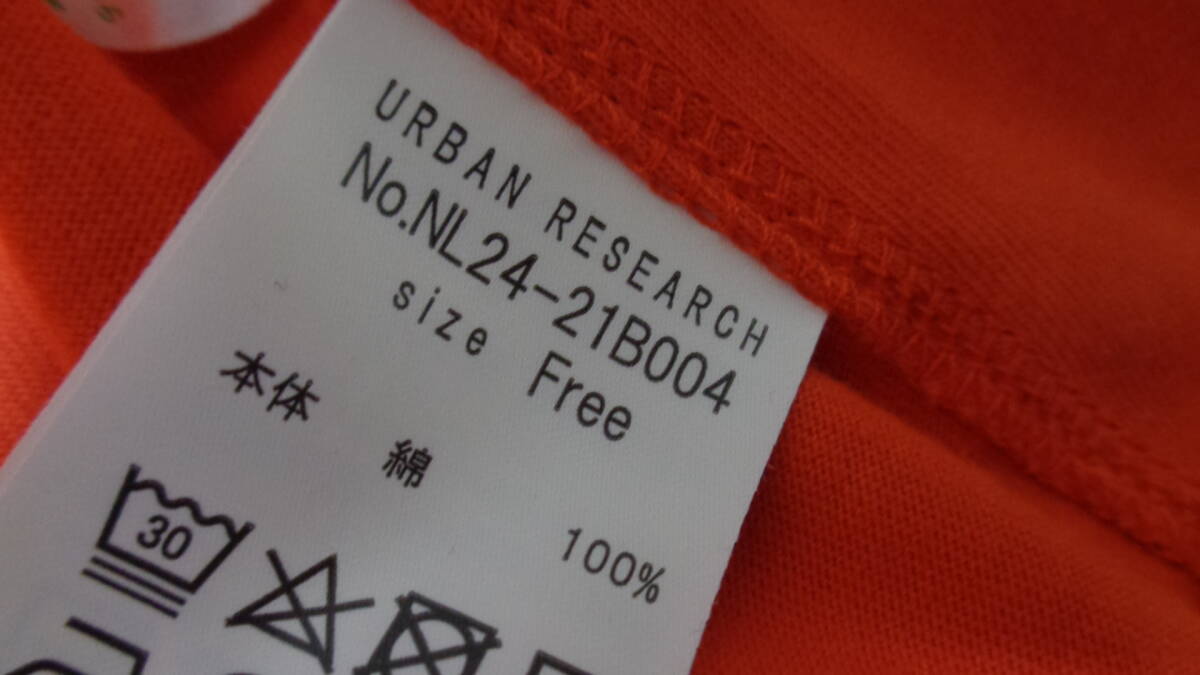 URBAN RESEARCH
No.NL24-21B004
size Free
本体 綿 100%
30